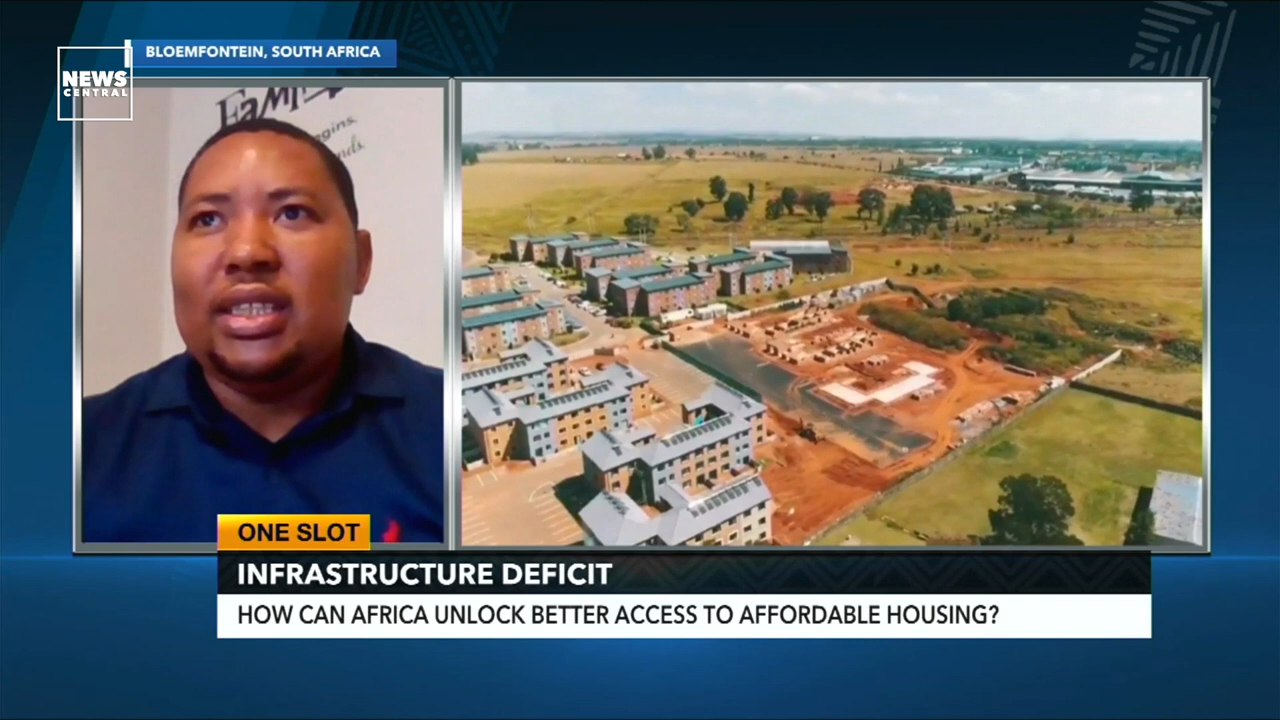 BLOEMFONTEIN, SOUTH AFRICA
NEWS
CENTRAL
ONE SLOT
INFRASTRUCTURE DEFICIT
HOW CAN AFRICA UNLOCK BETTER ACCESS TO AFFORDABLE HOUSING?